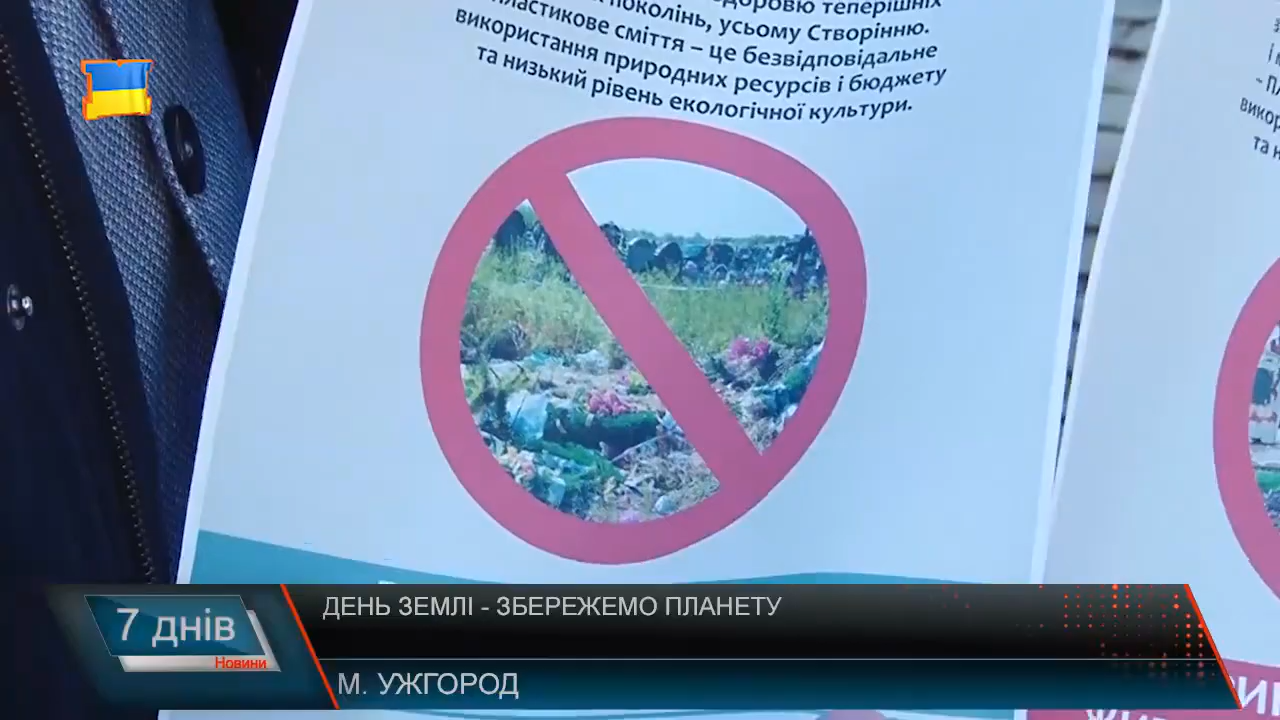 здоровю теперішніх
поколінь, усьому Створінню.
пластикове сміття – це безвідповідальне
використання природних ресурсів і бюджету
та низький рівень екологічної культури.
7 днів
Новини
ДЕНЬ ЗЕМЛІ - ЗБЕРЕЖЕМО ПЛАНЕТУ
М. УЖГОРОД